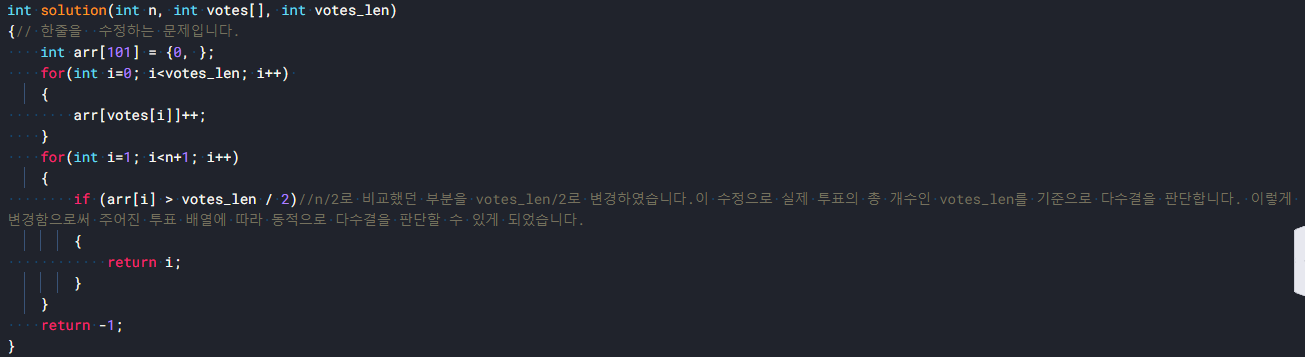 int solution(int n, int votes[], int votes_len)
{// 한줄을  수정하는 문제입니다.
    int arr[101] = {0, };
    for(int i=0; i<votes_len; i++)
    {
        arr[votes[i]]++;
    }
    for(int i=1; i<n+1; i++)
    {
        if (arr[i] > votes_len / 2)//n/2로 비교했던 부분을 votes_len/2로 변경하였습니다.이 수정으로 실제 투표의 총 개수인 votes_len를 기준으로 다수결을 판단합니다. 이렇게
변경함으로써 주어진 투표 배열에 따라 동적으로 다수결을 판단할 수 있게 되었습니다.
        {
            return i;
        }
    }
    return -1;
}